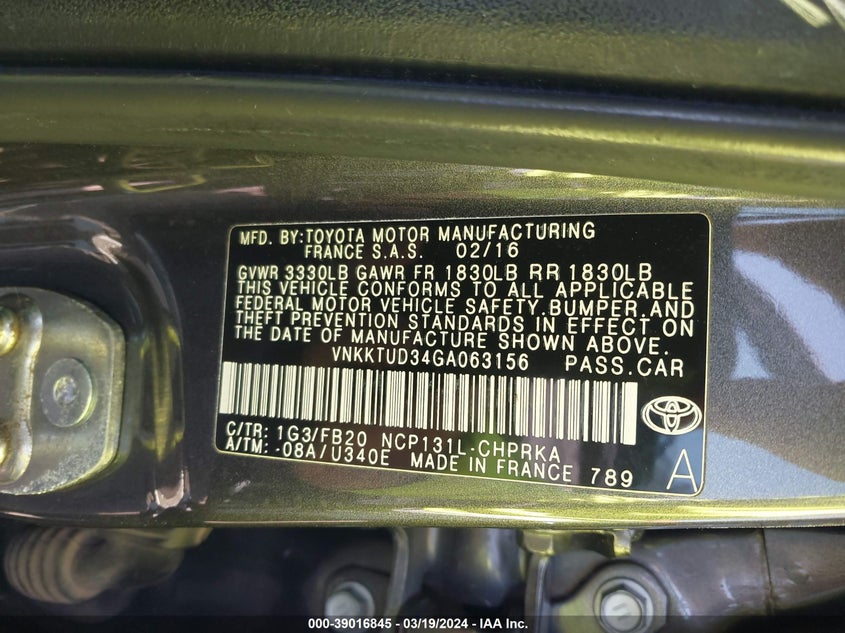 MFD. BY:TOYOTA MOTOR MANUFACTURING
FRANCE S.A.S. 02/16
GVWR 3330LB GAWR FR 1830LB RR 1830LB
THIS VEHICLE CONFORMS TO ALL APPLICABLE
FEDERAL MOTOR VEHICLE SAFETY,BUMPER,AND
THEFT PREVENTION STANDARDS IN EFFECT ON
THE DATE OF MANUFACTURE SHOWN ABOVE.
VNKKTUD34GA063156 PASS.CAR
C/TR: 1G3/FB20 NCP131L-CHPRKA
A/TM: -08A/U340E MADE IN FRANCE 789
A
000-39016845 - 03/19/2024 - IAA Inc.